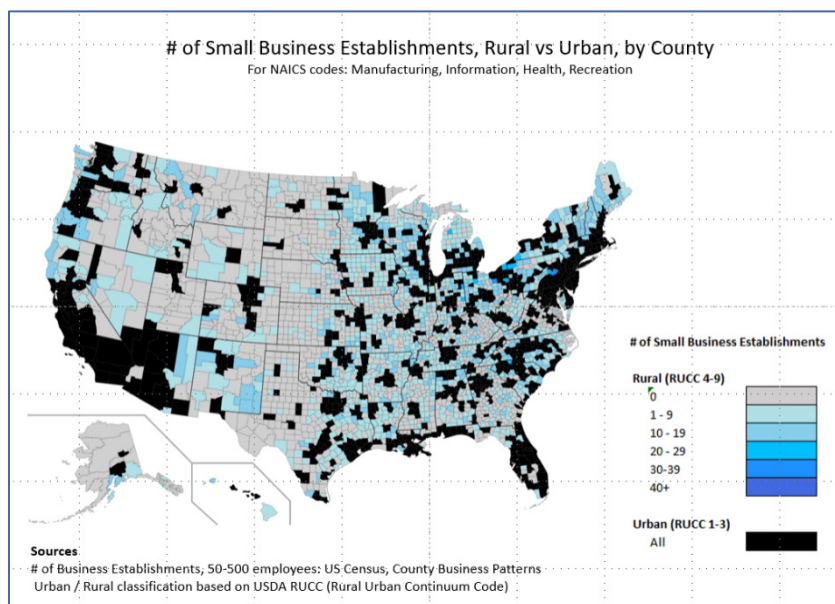 # of Small Business Establishments, Rural vs Urban, by County
For NAICS codes: Manufacturing, Information, Health, Recreation
# of Small Business Establishments
Rural (RUCC 4-9)
0
1 - 9
10 - 19
20 - 29
30-39
40+
Urban (RUCC 1-3)
All
Sources
# of Business Establishments, 50-500 employees: US Census, County Business Patterns
Urban / Rural classification based on USDA RUCC (Rural Urban Continuum Code)